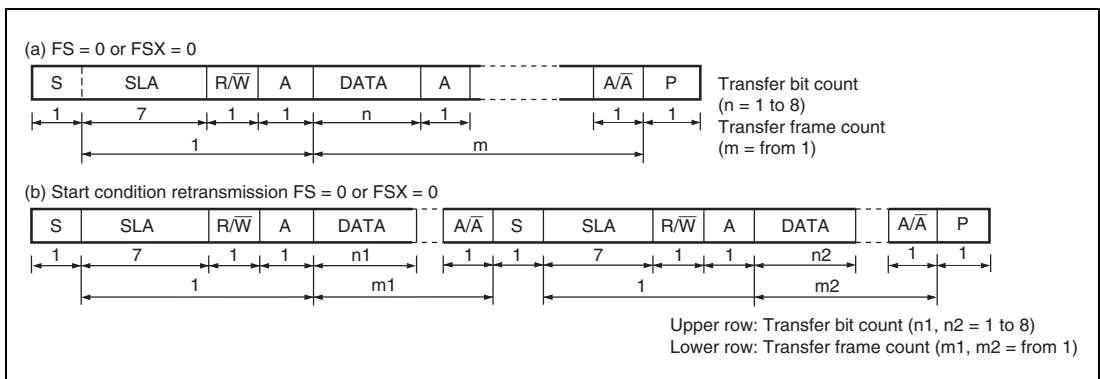 (a) FS = 0 or FSX = 0
S SLA R/W̅ A DATA A A/A̅ P
1 7 1 1 n 1 1 1
1 m
Transfer bit count
(n = 1 to 8)
Transfer frame count
(m = from 1)
(b) Start condition retransmission FS = 0 or FSX = 0
S SLA R/W̅ A DATA A/A̅ S SLA R/W̅ A DATA A/A̅ P
1 7 1 1 n1 1 1 7 1 1 n2 1 1
1 m1 1 m2
Upper row: Transfer bit count (n1, n2 = 1 to 8)
Lower row: Transfer frame count (m1, m2 = from 1)